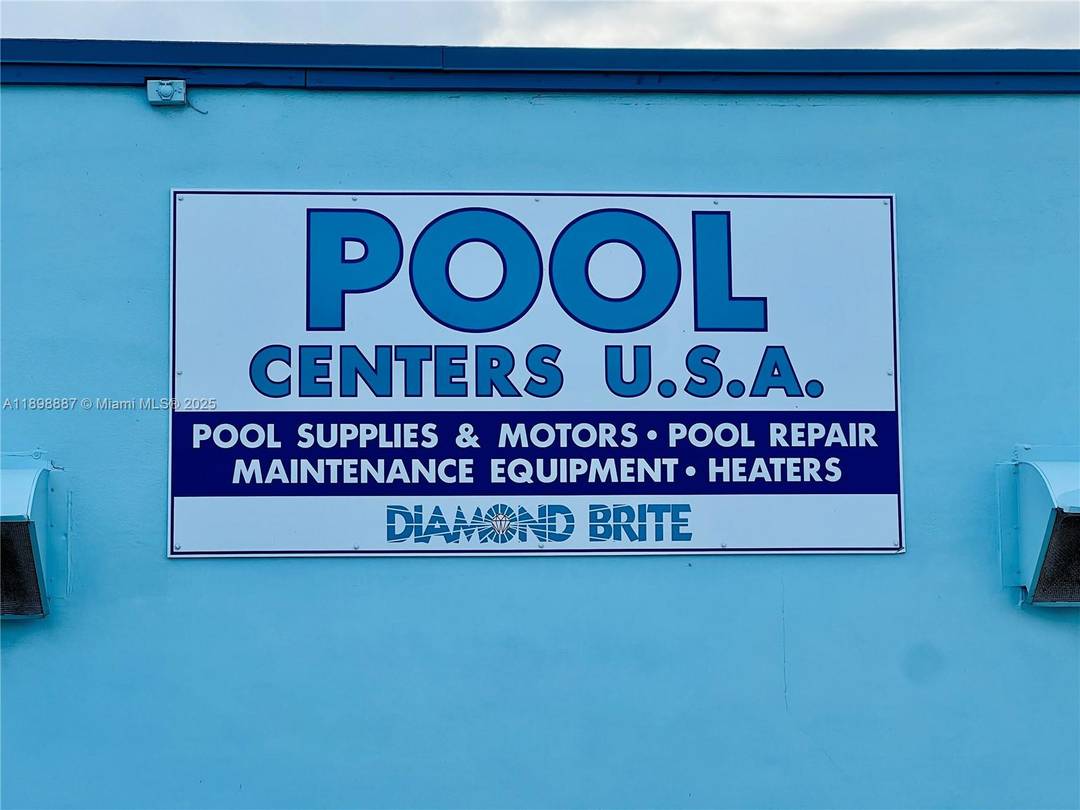 POOL
CENTERS U.S.A.
A11898887 © Miami MLS® 2025
POOL SUPPLIES & MOTORS • POOL REPAIR
MAINTENANCE EQUIPMENT • HEATERS
DIAMOND BRITE